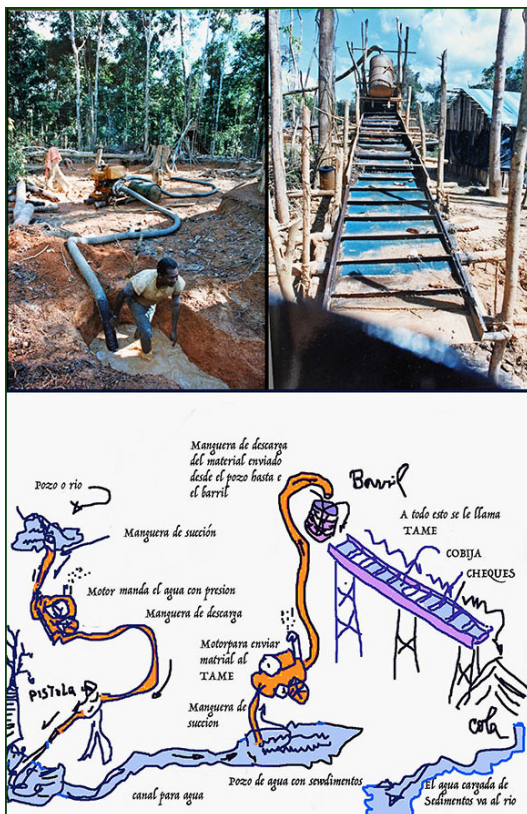 Manguera de descarga
del material enviado
desde el pozo hasta e
el barril
Barril
Pozo o rio
A todo esto se le llama
TAME
COBIJA
CHEQUES
Manguera de succión
Motor manda el agua con presion
Manguera de descarga
Motorpara enviar
matrial al
TAME
PISTOLA
Manguera de
succión
cola
Pozo de agua con sewdimentos
canal para agua
El agua cargada de
Sedimentos va al rio